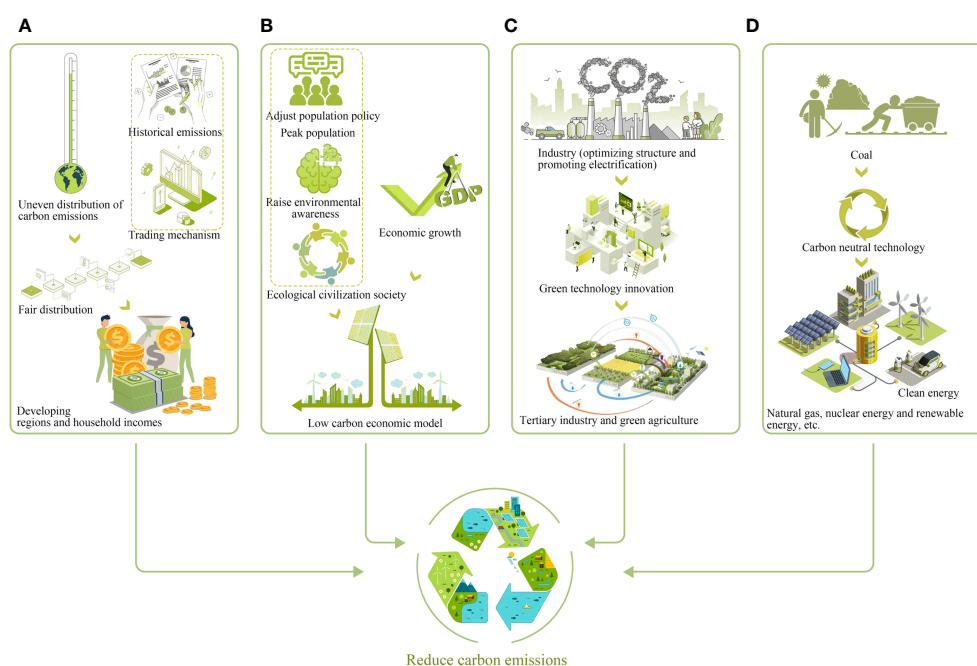 A
B
C
D
Historical emissions
Uneven distribution of
carbon emissions
Trading mechanism
Fair distribution
Developing
regions and household incomes
Adjust population policy
Peak population
Raise environmental
awareness
GDP
Economic growth
Ecological civilization society
Low carbon economic model
CO2
Industry (optimizing structure and
promoting electrification)
Green technology innovation
Tertiary industry and green agriculture
Coal
Carbon neutral technology
Clean energy
Natural gas, nuclear energy and renewable
energy, etc.
Reduce carbon emissions